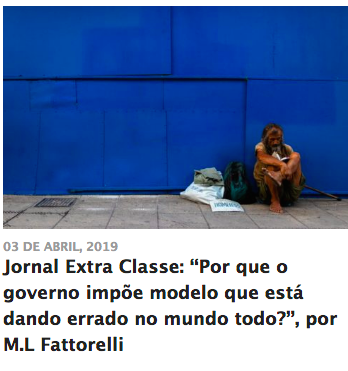 03 DE ABRIL, 2019
Jornal Extra Classe: “Por que o
governo impõe modelo que está
dando errado no mundo todo?”, por
M.L Fattorelli